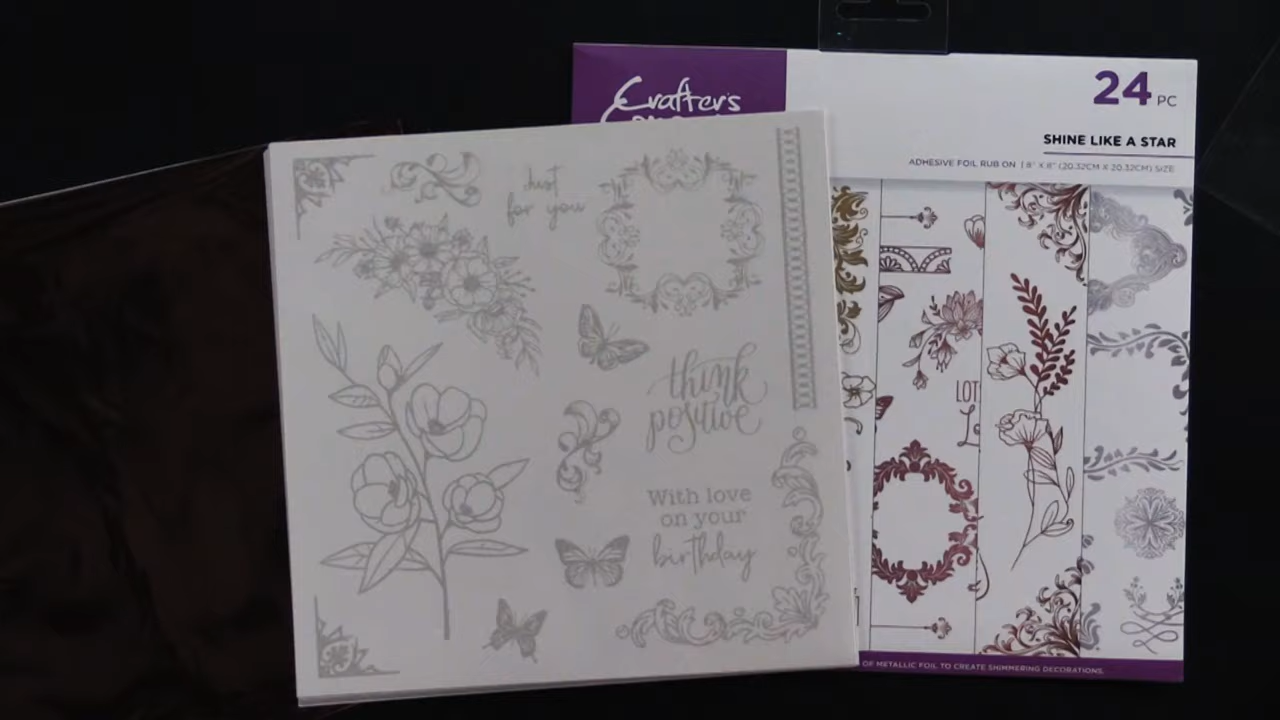 Crafter's
24 PC
SHINE LIKE A STAR
ADHESIVE FOIL RUB ON | 8" X 8" (20.32CM X 20.32CM) SIZE
Just
for you
think
positive
With love
on your
birthday
LOT
OF METALLIC FOIL TO CREATE SHIMMERING DECORATIONS.